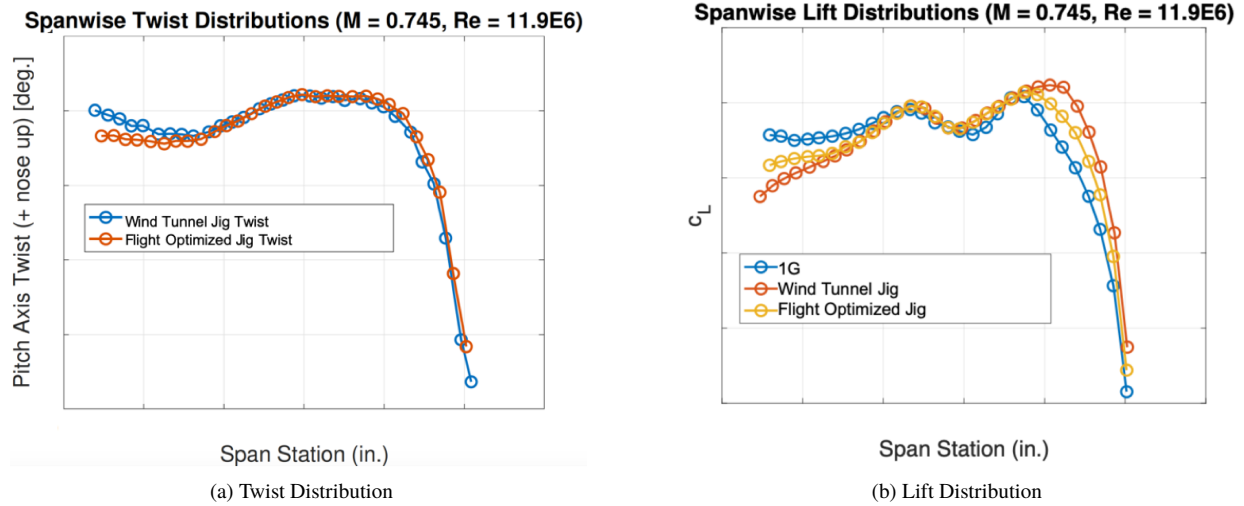 Spanwise Twist Distributions (M = 0.745, Re = 11.9E6)
Pitch Axis Twist (+ nose up) [deg.]
Wind Tunnel Jig Twist
Flight Optimized Jig Twist
Span Station (in.)
(a) Twist Distribution
Spanwise Lift Distributions (M = 0.745, Re = 11.9E6)
cL
1G
Wind Tunnel Jig
Flight Optimized Jig
Span Station (in.)
(b) Lift Distribution